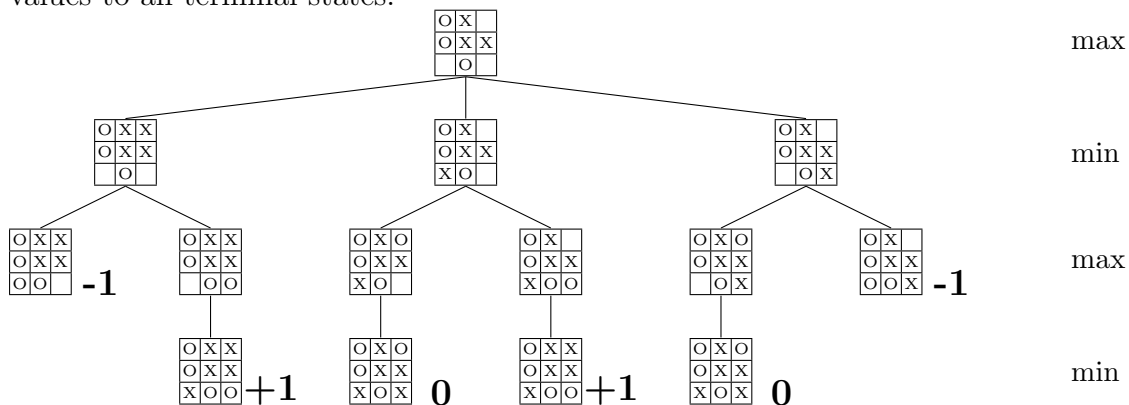 values to all terminal states.
O X
O X X max
O
O X X O X O X
O X X O X X O X X min
O X O O X
O X X O X X O X O O X O X O O X
O X X O X X O X X O X X O X X O X X max
O O -1 O O X O X O O O X O O X -1
O X X O X O O X X O X O
O X X O X X O X X O X X min
X O O +1 X O X 0 X O O +1 X O X 0